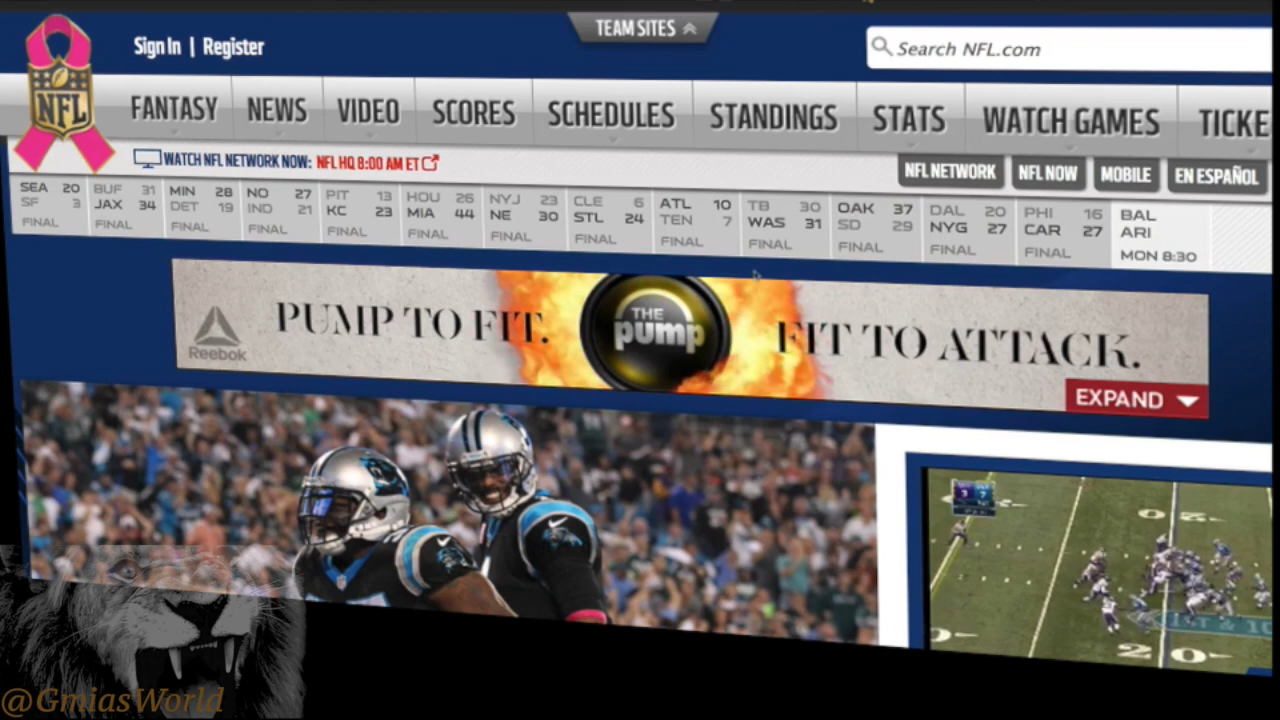 TEAM SITES
Sign In | Register
Search NFL.com
NFL
FANTASY NEWS VIDEO SCORES SCHEDULES STANDINGS STATS WATCH GAMES TICKE
WATCH NFL NETWORK NOW: NFL HQ 8:00 AM ET
NFL NETWORK NFL NOW MOBILE EN ESPAÑOL
SEA 20 BUF 31 MIN 28 NO 27 PIT 13 HOU 26 NYJ 23 CLE 6 ATL 10 TB 30 OAK 37 DAL 20 PHI 16 BAL
SF 3 JAX 34 DET 19 IND 21 KC 23 MIA 44 NE 30 STL 24 TEN 7 WAS 31 SD 29 NYG 27 CAR 27 ARI
FINAL FINAL FINAL FINAL FINAL FINAL FINAL FINAL FINAL FINAL FINAL FINAL FINAL MON 8:30
Reebok
PUMP TO FIT. THE pump FIT TO ATTACK.
EXPAND
3 7
1ST & 10
20
@GmiasWorld